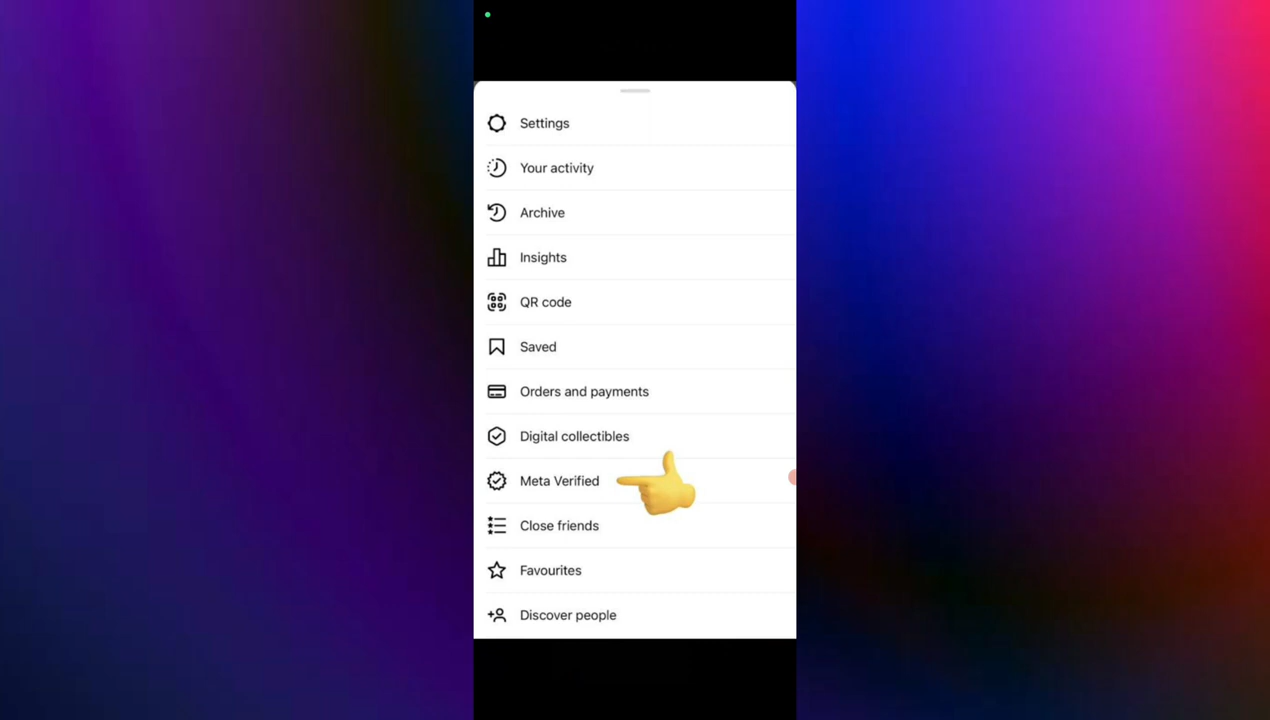 Settings
Your activity
Archive
Insights
QR code
Saved
Orders and payments
Digital collectibles
Meta Verified
Close friends
Favourites
Discover people